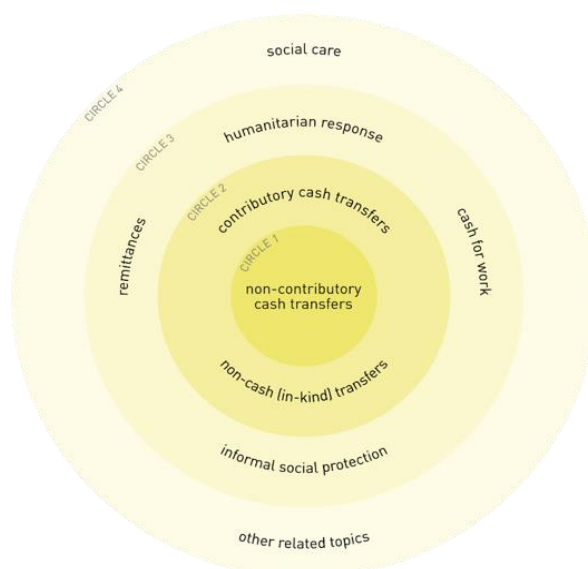 social care
CIRCLE 4
humanitarian response
CIRCLE 3
contributory cash transfers
CIRCLE 2
remittances
cash for work
CIRCLE 1
non-contributory
cash transfers
non-cash (in-kind) transfers
informal social protection
other related topics